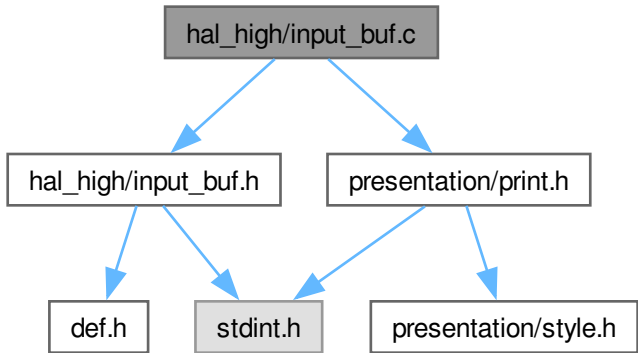 hal_high/input_buf.c
hal_high/input_buf.h
presentation/print.h
def.h
stdint.h
presentation/style.h